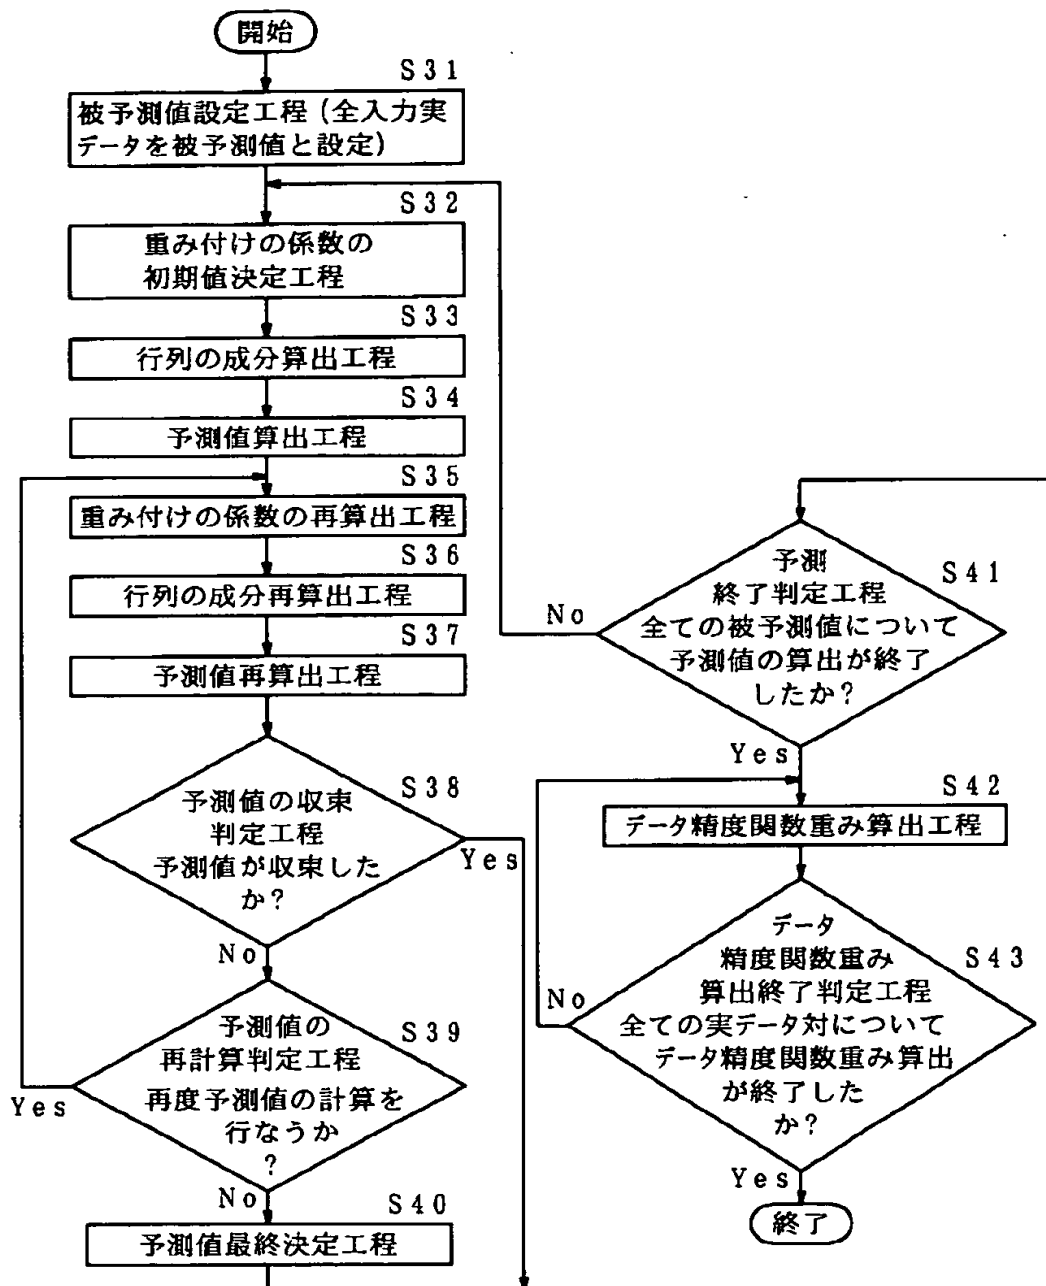 開始
S31
被予測値設定工程(全入力実
データを被予測値と設定)
S32
重み付けの係数の
初期値決定工程
S33
行列の成分算出工程
S34
予測値算出工程
S35
重み付けの係数の再算出工程
S36
行列の成分再算出工程
S37
予測値再算出工程
S38
予測値の収束
判定工程
予測値が収束した
か?
Yes
No
S39
予測値の
再計算判定工程
再度予測値の計算を
行なうか
?
Yes
No
S40
予測値最終決定工程
S41
予測
終了判定工程
全ての被予測値について
予測値の算出が終了
したか?
No
Yes
S42
データ精度関数重み算出工程
S43
データ
精度関数重み
算出終了判定工程
全ての実データ対について
データ精度関数重み算出
が終了した
か?
No
Yes
終了